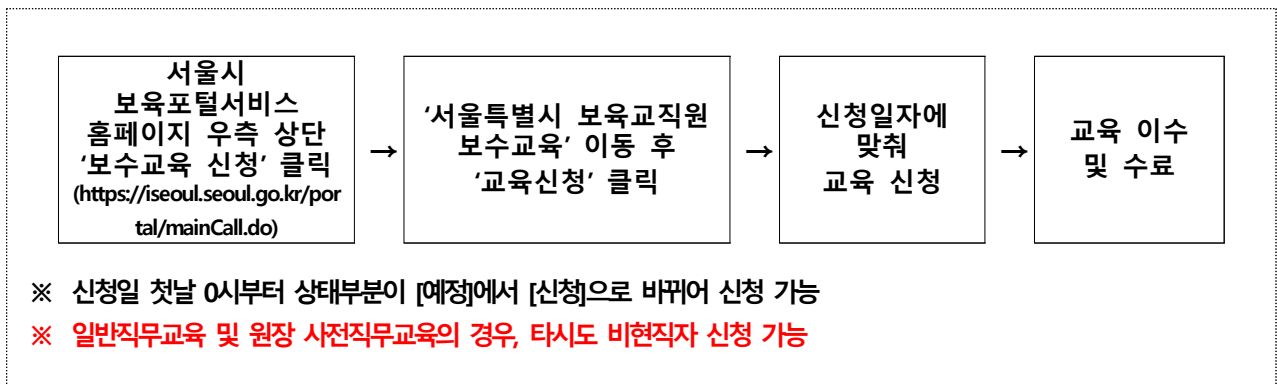 서울시
보육포털서비스
홈페이지 우측 상단
‘보수교육 신청’ 클릭
(https://iseoul.seoul.go.kr/por
tal/mainCall.do)
→
‘서울특별시 보육교직원
보수교육’ 이동 후
‘교육신청’ 클릭
→
신청일자에
맞춰
교육 신청
→
교육 이수
및 수료
※ 신청일 첫날 0시부터 상태부분이 [예정]에서 [신청]으로 바뀌어 신청 가능
※ 일반직무교육 및 원장 사전직무교육의 경우, 타시도 비현직자 신청 가능